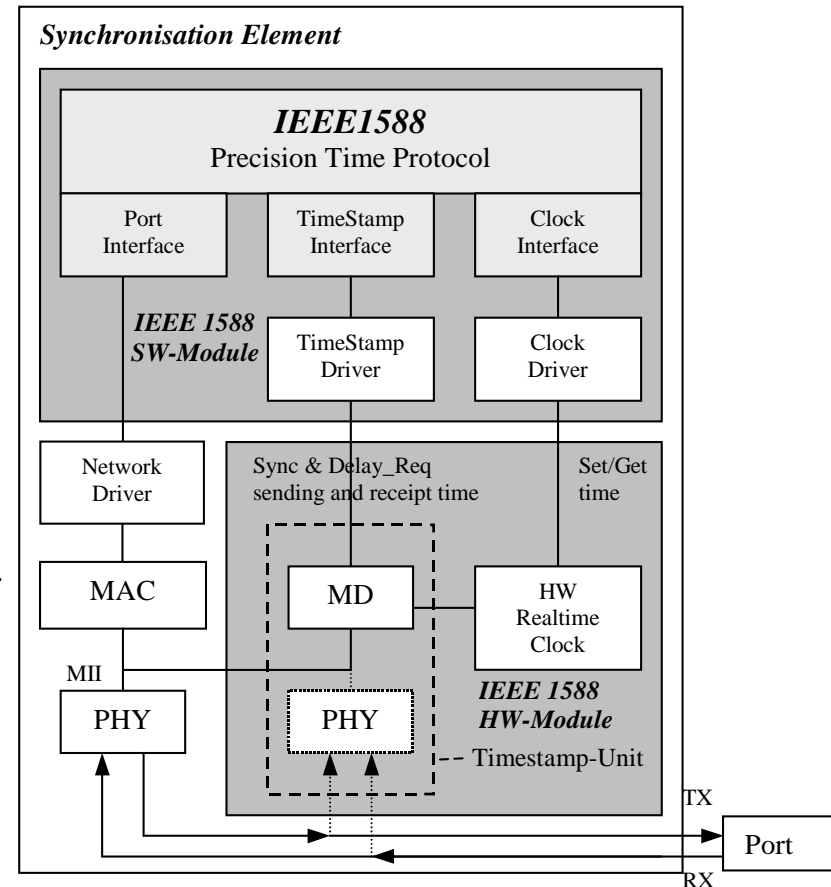 Synchronisation Element
IEEE1588
Precision Time Protocol
Port
Interface
TimeStamp
Interface
Clock
Interface
IEEE 1588
SW-Module
TimeStamp
Driver
Clock
Driver
Network
Driver
Sync & Delay_Req
sending and receipt time
Set/Get
time
MAC
MD
HW
Realtime
Clock
MII
PHY
PHY
IEEE 1588
HW-Module
Timestamp-Unit
TX
Port
RX